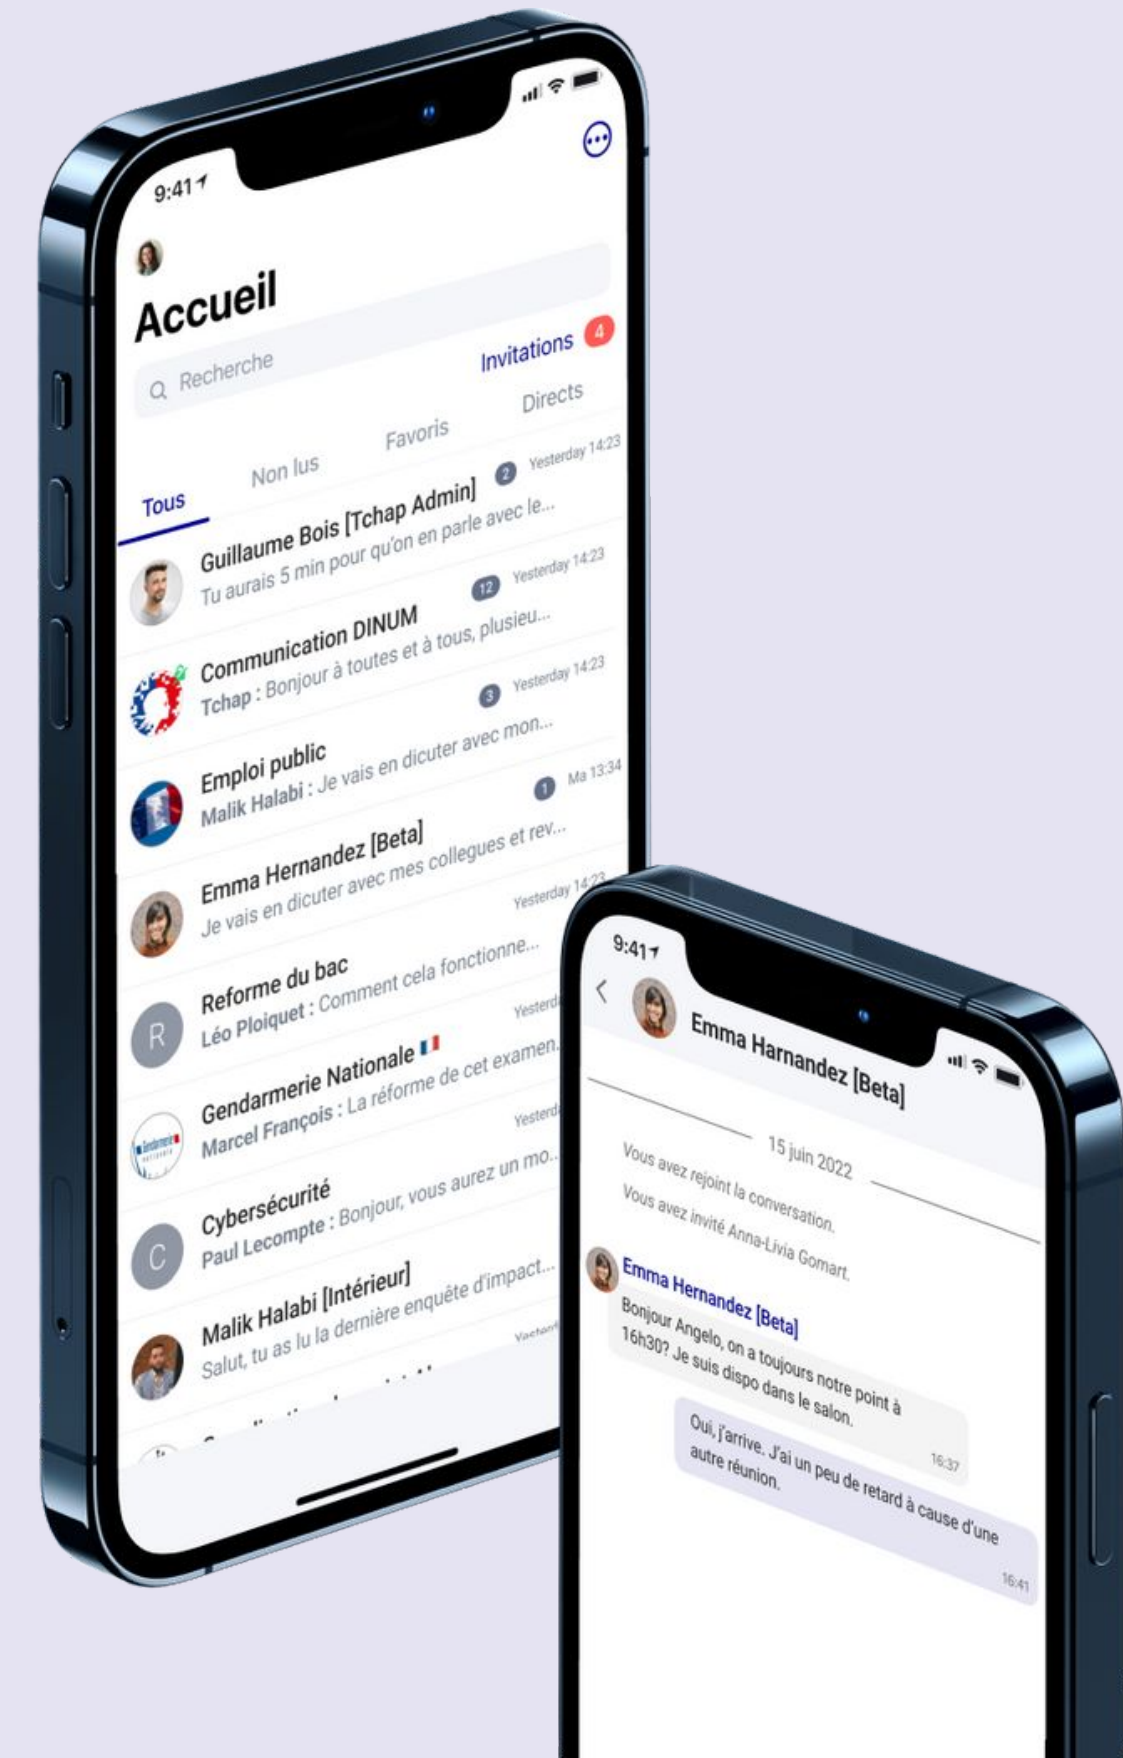 9:41
Accueil
Recherche
Invitations 4
Tous Non lus Favoris Directs
Guillaume Bois [Tchap Admin] 2 Yesterday 14:23
Tu aurais 5 min pour qu'on en parle avec le...
Communication DINUM 12 Yesterday 14:23
Tchap : Bonjour à toutes et à tous, plusieu...
Emploi public 3 Yesterday 14:23
Malik Halabi : Je vais en dicuter avec mon...
Emma Hernandez [Beta] 1 Ma 13:34
Je vais en dicuter avec mes collegues et rev...
Reforme du bac Yesterday 14:23
Léo Ploiquet : Comment cela fonctionne...
Gendarmerie Nationale
Marcel François : La réforme de cet examen.
Cybersécurité
Paul Lecompte : Bonjour, vous aurez un mo..
Malik Halabi [Intérieur]
Salut, tu as lu la dernière enquête d'impact...
R
Gendarmerie
NATIONALE
C
9:41
Emma Harnandez [Beta]
15 juin 2022
Vous avez rejoint la conversation.
Vous avez invité Anna-Livia Gomart.
Emma Hernandez [Beta]
Bonjour Angelo, on a toujours notre point à
16h30? Je suis dispo dans le salon.
16:37
Oui, j'arrive. J'ai un peu de retard à cause d'une
autre réunion.
16:41